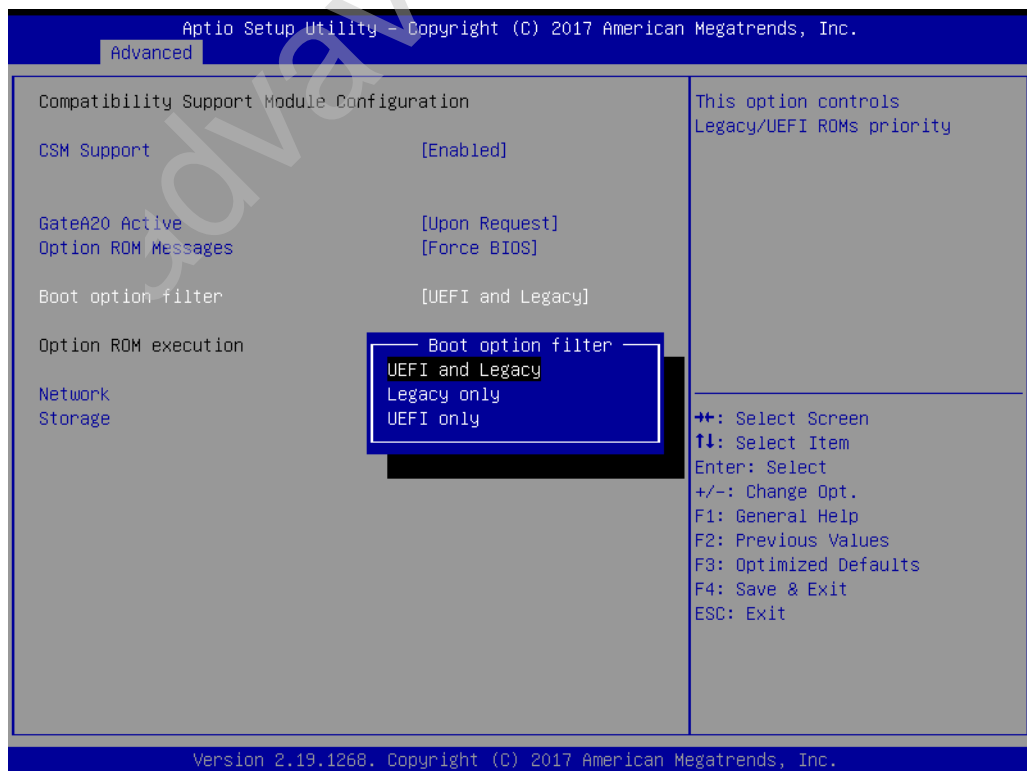 Aptio Setup Utility – Copyright (C) 2017 American Megatrends, Inc.
Advanced
Compatibility Support Module Configuration
CSM Support [Enabled]
GateA20 Active [Upon Request]
Option ROM Messages [Force BIOS]
Boot option filter [UEFI and Legacy]
Option ROM execution
Network
Storage
Boot option filter
UEFI and Legacy
Legacy only
UEFI only
This option controls
Legacy/UEFI ROMs priority
→←: Select Screen
↑↓: Select Item
Enter: Select
+/-: Change Opt.
F1: General Help
F2: Previous Values
F3: Optimized Defaults
F4: Save & Exit
ESC: Exit
Version 2.19.1268. Copyright (C) 2017 American Megatrends, Inc.